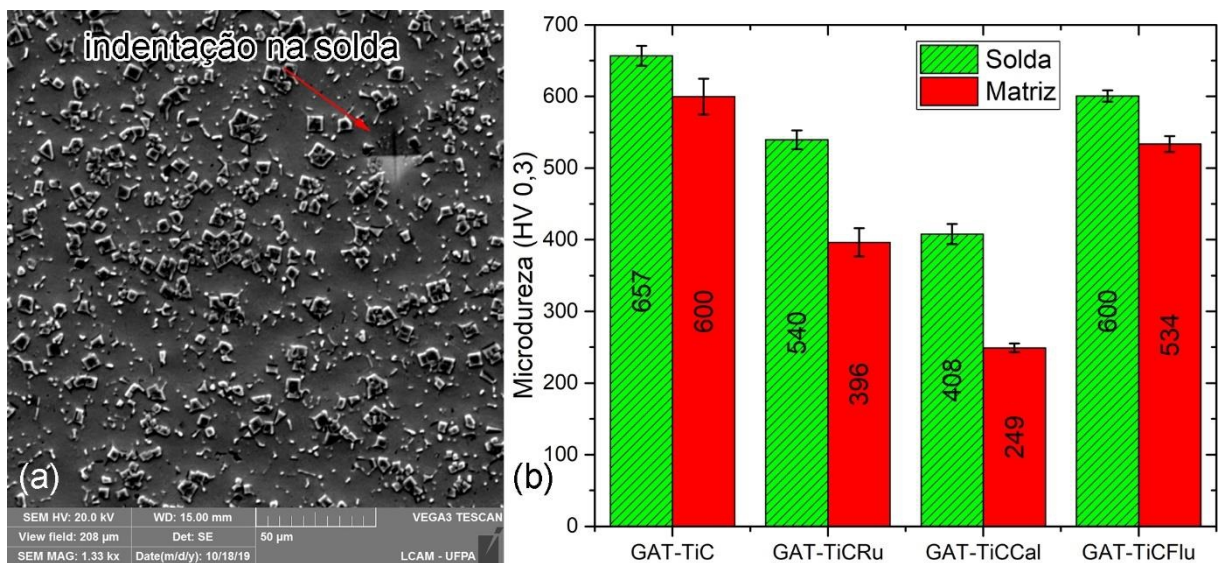 indentação na solda
(a)
SEM HV: 20.0 kV WD: 15.00 mm VEGA3 TESCAN
View field: 208 µm Det: SE 50 µm
SEM MAG: 1.33 kx Date(m/d/y): 10/18/19 LCAM - UFPA
(b)
Microdureza (HIV 0,3)
700
600
500
400
300
200
100
0
Solda
Matriz
657
600
540
396
408
249
600
534
GAT-TiC GAT-TiCRu GAT-TiCCal GAT-TiCFlu